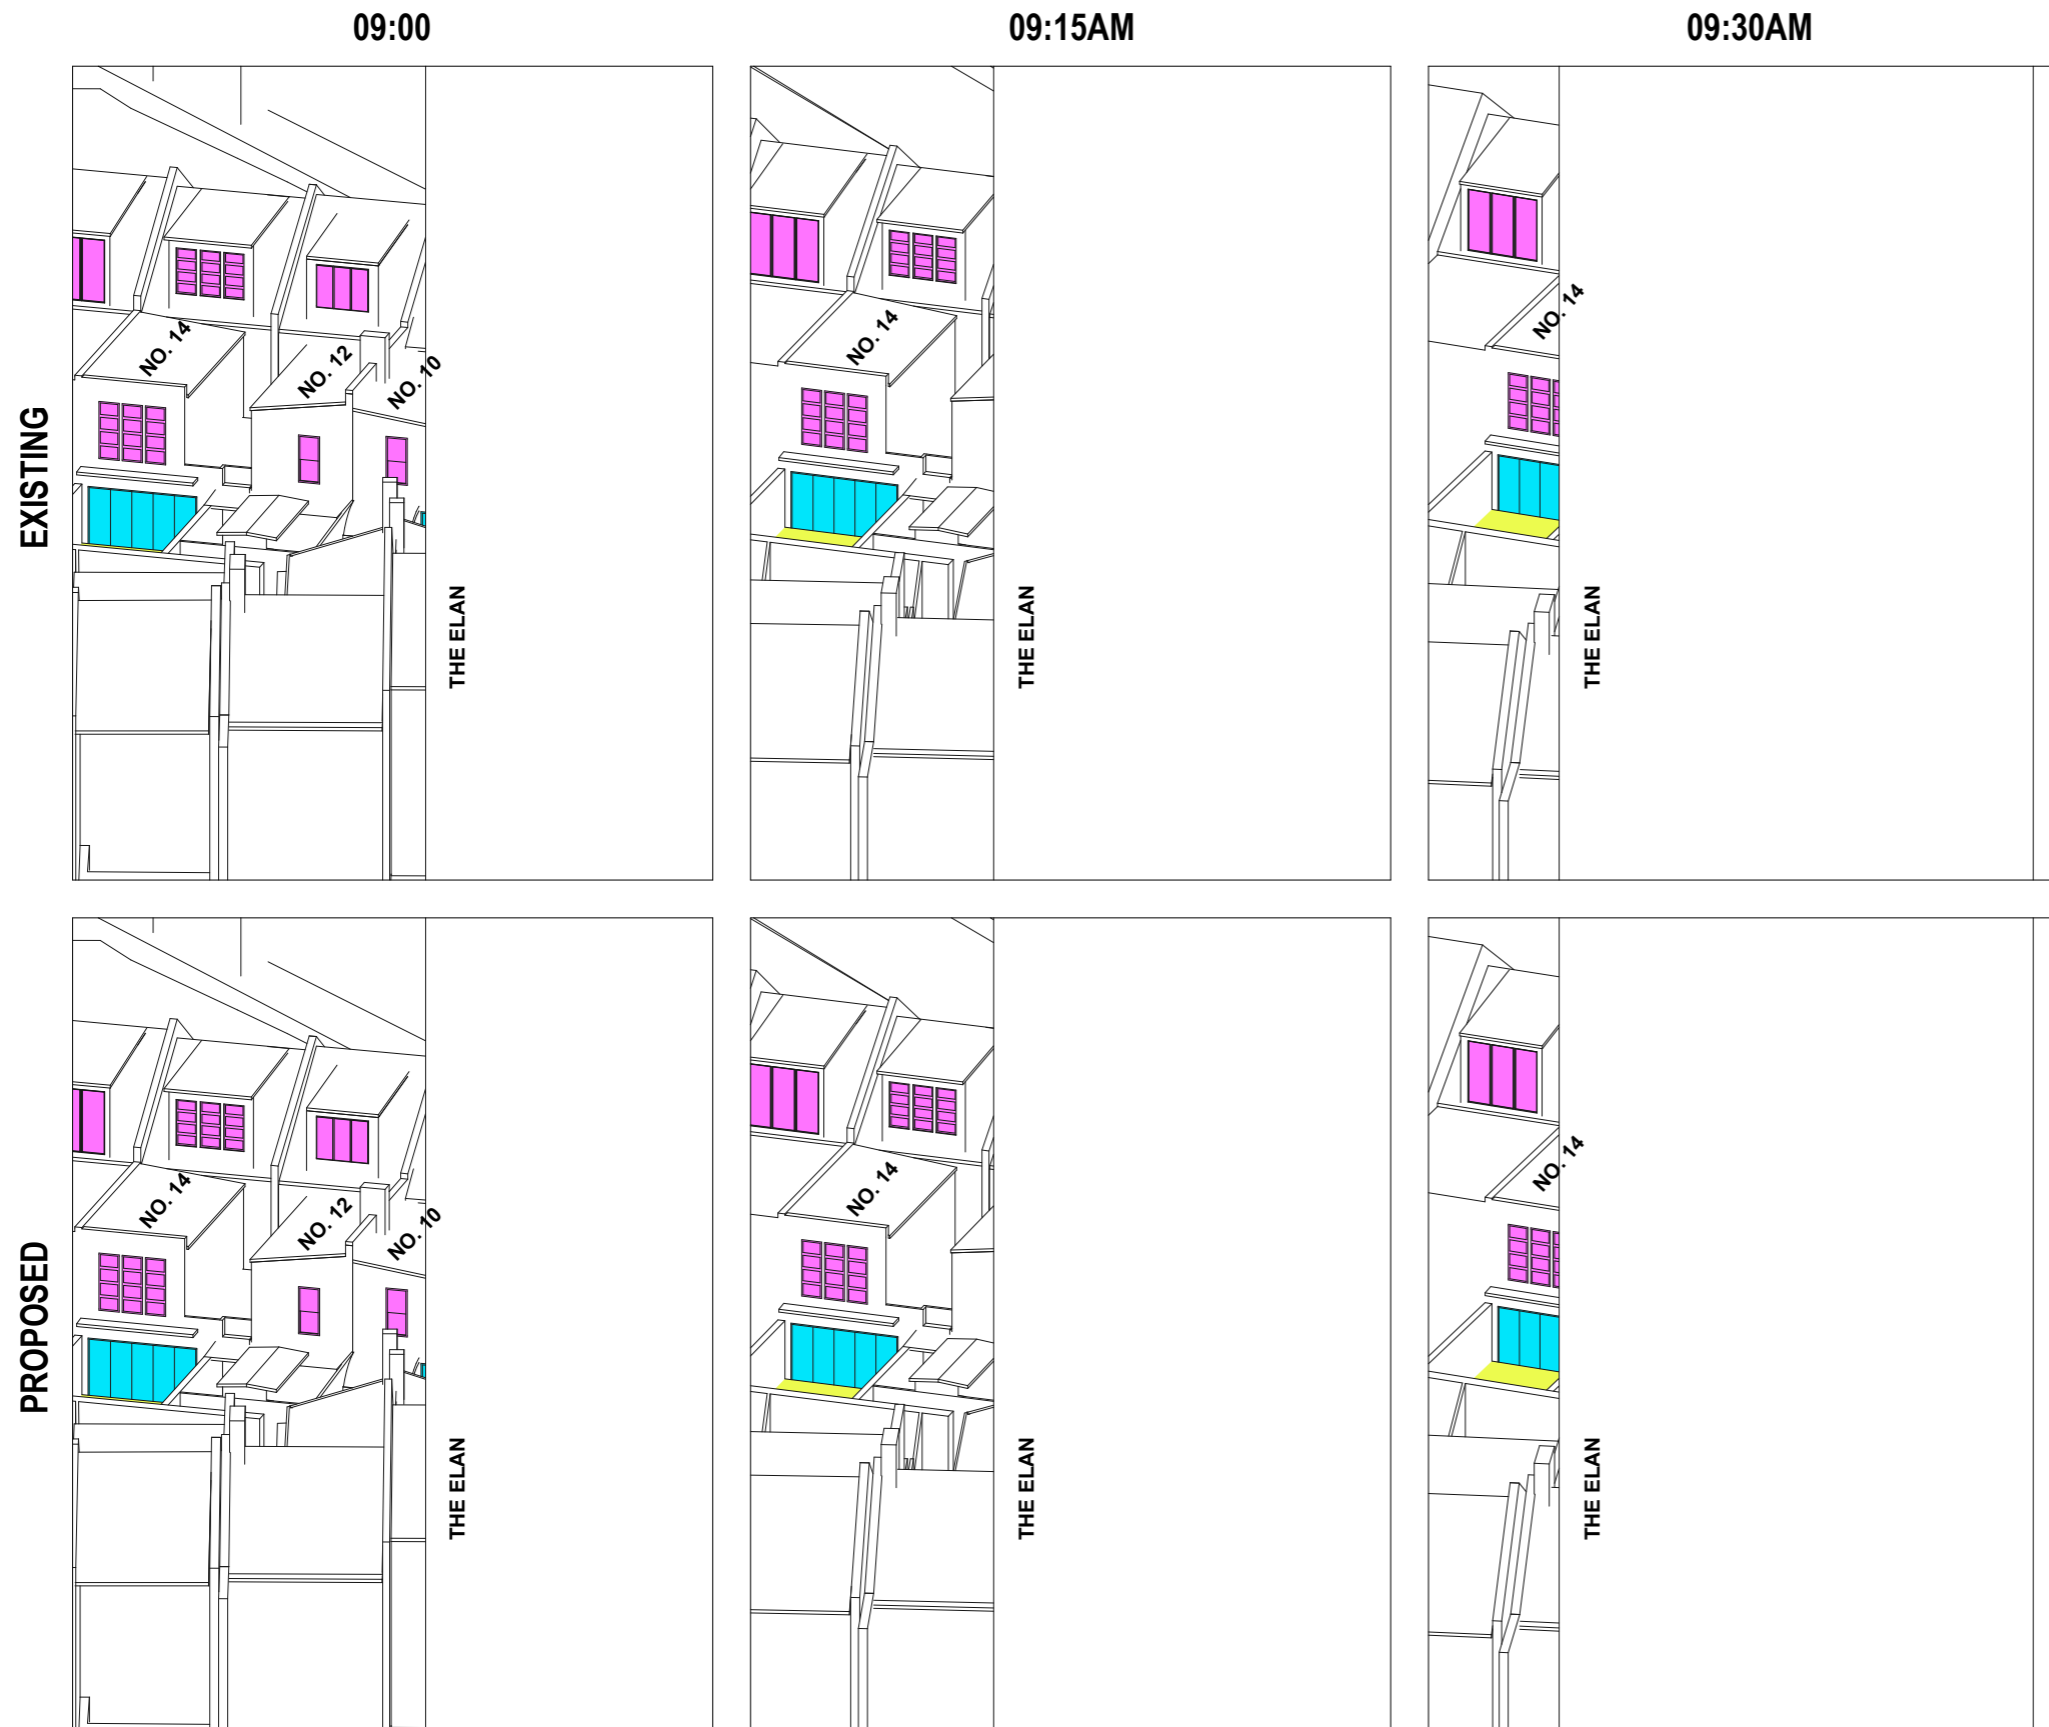 09:00
09:15AM
09:30AM
EXISTING
NO. 14
NO. 12
NO. 10
THE ELAN
NO. 14
THE ELAN
NO. 14
THE ELAN
PROPOSED
NO. 14
NO. 12
NO. 10
THE ELAN
NO. 14
THE ELAN
NO. 14
THE ELAN